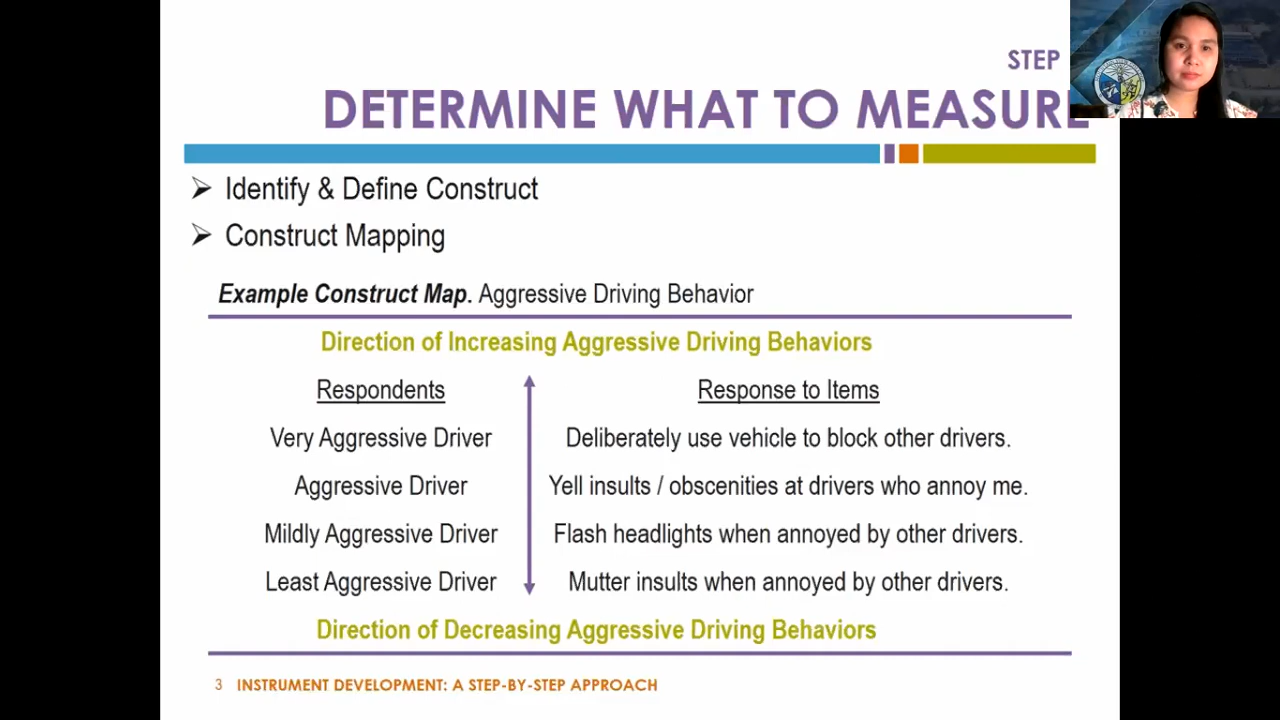 STEP
DETERMINE WHAT TO MEASURE
Identify & Define Construct
Construct Mapping
Example Construct Map. Aggressive Driving Behavior
Direction of Increasing Aggressive Driving Behaviors
Respondents
Response to Items
Very Aggressive Driver
Deliberately use vehicle to block other drivers.
Aggressive Driver
Yell insults / obscenities at drivers who annoy me.
Mildly Aggressive Driver
Flash headlights when annoyed by other drivers.
Least Aggressive Driver
Mutter insults when annoyed by other drivers.
Direction of Decreasing Aggressive Driving Behaviors
3 INSTRUMENT DEVELOPMENT: A STEP-BY-STEP APPROACH